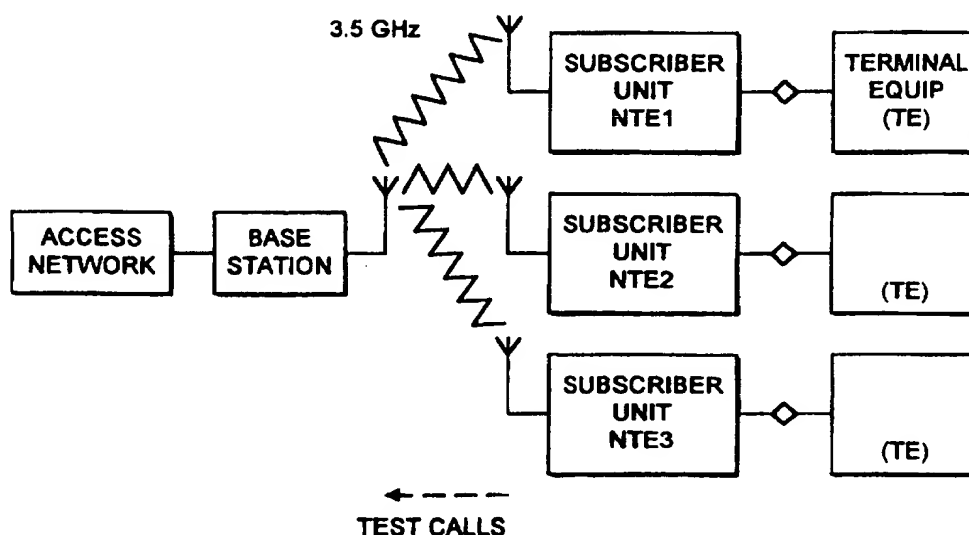 3.5 GHz
SUBSCRIBER
UNIT
NTE1
TERMINAL
EQUIP
(TE)
ACCESS
NETWORK
BASE
STATION
SUBSCRIBER
UNIT
NTE2
(TE)
SUBSCRIBER
UNIT
NTE3
(TE)
TEST CALLS